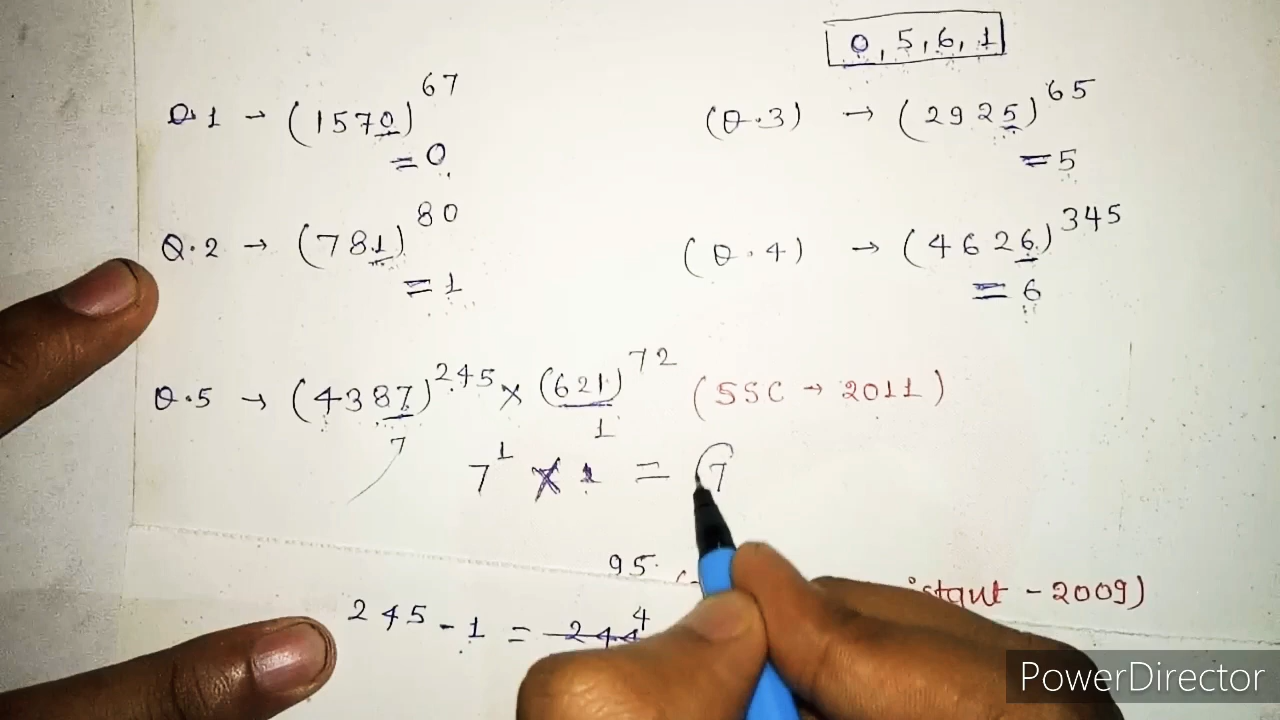 0, 5, 6, 1
Q.1 → (1570)^67
= 0
(Q.3) → (2925)^65
= 5
Q.2 → (781)^80
= 1
(Q.4) → (4626)^345
= 6
Q.5 → (4387)^245 × (621)^72 (SSC → 2011)
7 1
7^1 × 1 = 7
95
istant - 2009)
245 - 1 = 244 4
PowerDirector